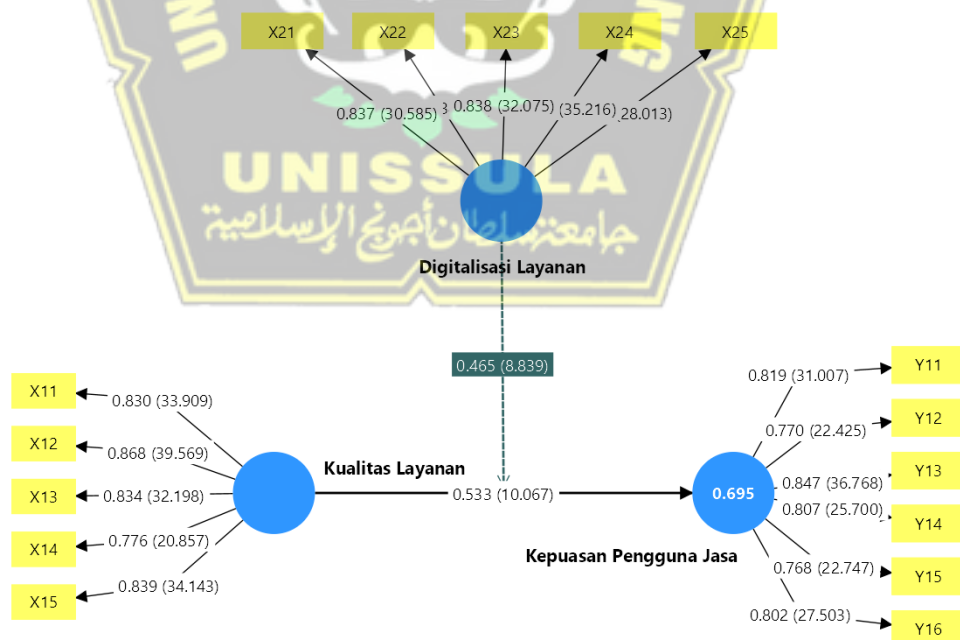 X21
X22
X23
X24
X25
0.837 (30.585)
0.838 (32.075)
(35.216)
28.013)
UNISSULA
جامعتنسلطان أجونج الإسلامية
Digitalisasi Layanan
0.465 (8.839)
X11
X12
X13
X14
X15
0.830 (33.909)
0.868 (39.569)
0.834 (32.198)
0.776 (20.857)
0.839 (34.143)
Kualitas Layanan
0.533 (10.067)
0.695
Kepuasan Pengguna Jasa
0.819 (31.007)
0.770 (22.425)
0.847 (36.768)
0.807 (25.700)
0.768 (22.747)
0.802 (27.503)
Y11
Y12
Y13
Y14
Y15
Y16